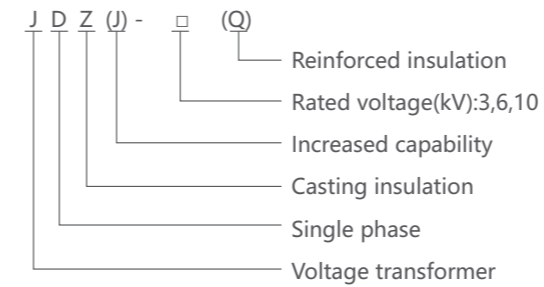 J D Z (J) - □ (Q)
Reinforced insulation
Rated voltage(kV):3,6,10
Increased capability
Casting insulation
Single phase
Voltage transformer